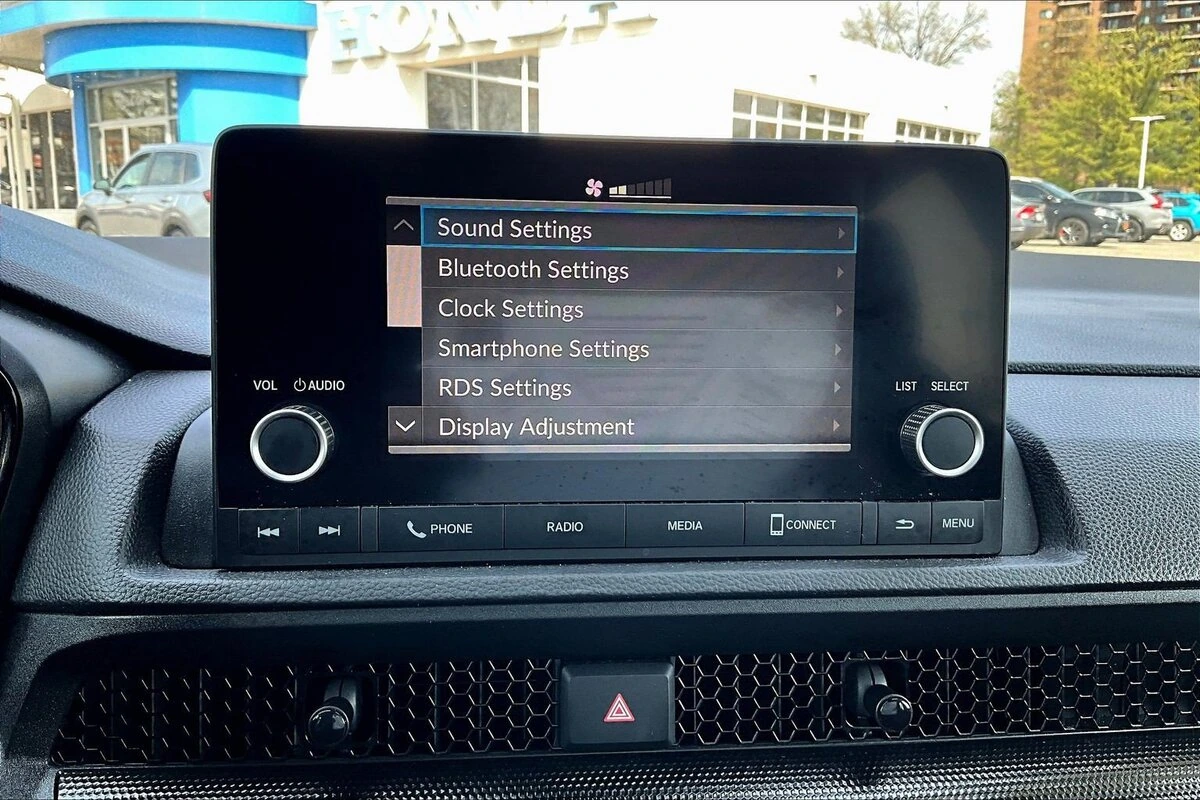 HONDA
Sound Settings
Bluetooth Settings
Clock Settings
Smartphone Settings
RDS Settings
Display Adjustment
VOL AUDIO
LIST SELECT
PHONE
RADIO
MEDIA
CONNECT
MENU